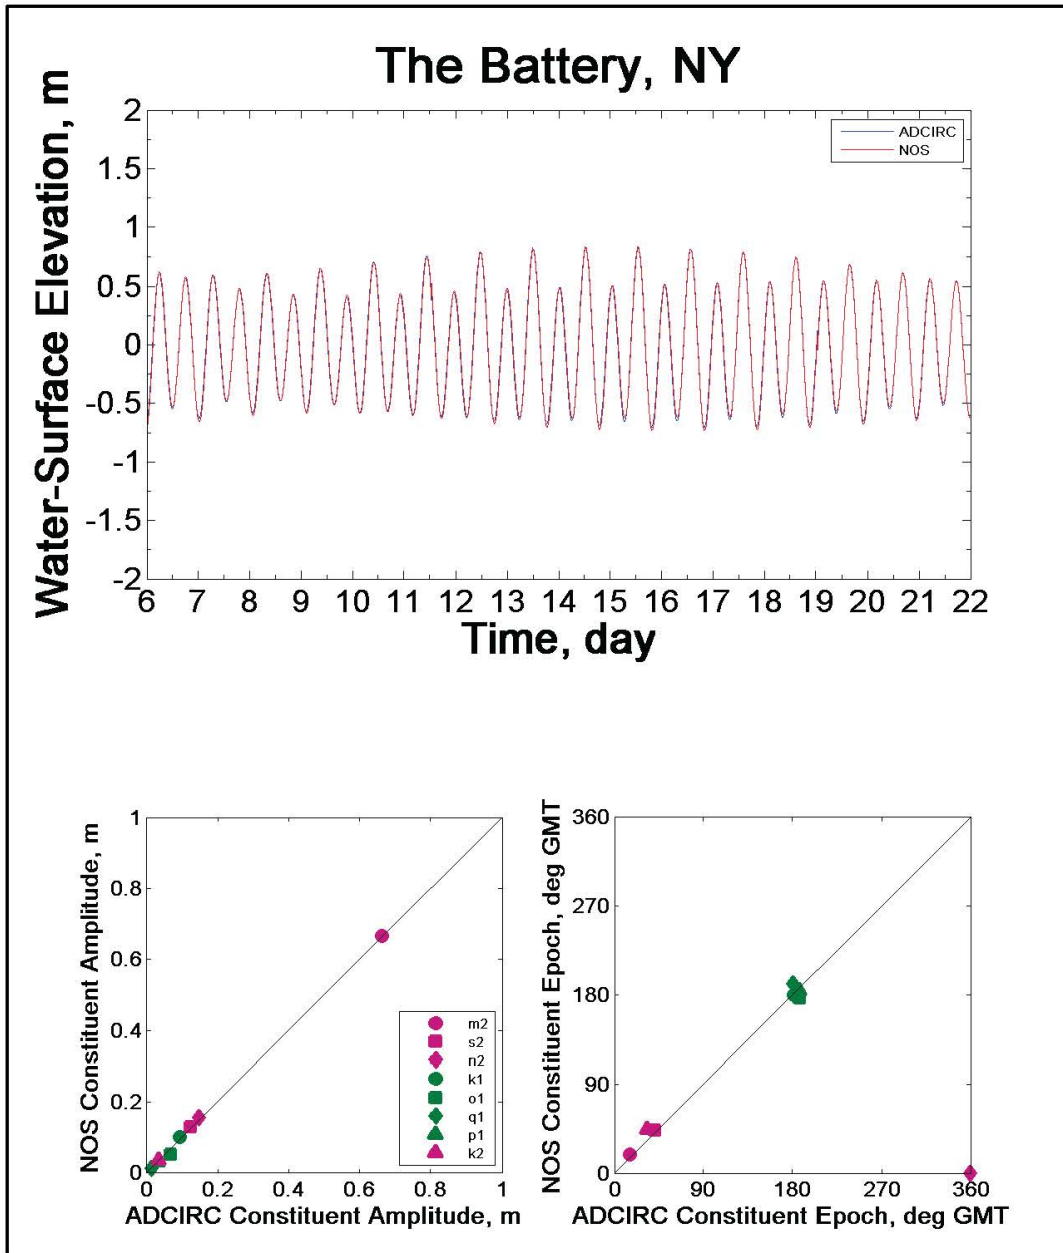 The Battery, NY
Water-Surface Elevation, m
2
1.5
1
0.5
0
-0.5
-1
-1.5
-2
ADCIRC
NOS
6 7 8 9 10 11 12 13 14 15 16 17 18 19 20 21 22
Time, day
NOS Constituent Amplitude, m
1
0.8
0.6
0.4
0.2
0
m2
s2
n2
k1
o1
q1
p1
k2
0 0.2 0.4 0.6 0.8 1
ADCIRC Constituent Amplitude, m
NOS Constituent Epoch, deg GMT
360
270
180
90
0
0 90 180 270 360
ADCIRC Constituent Epoch, deg GMT